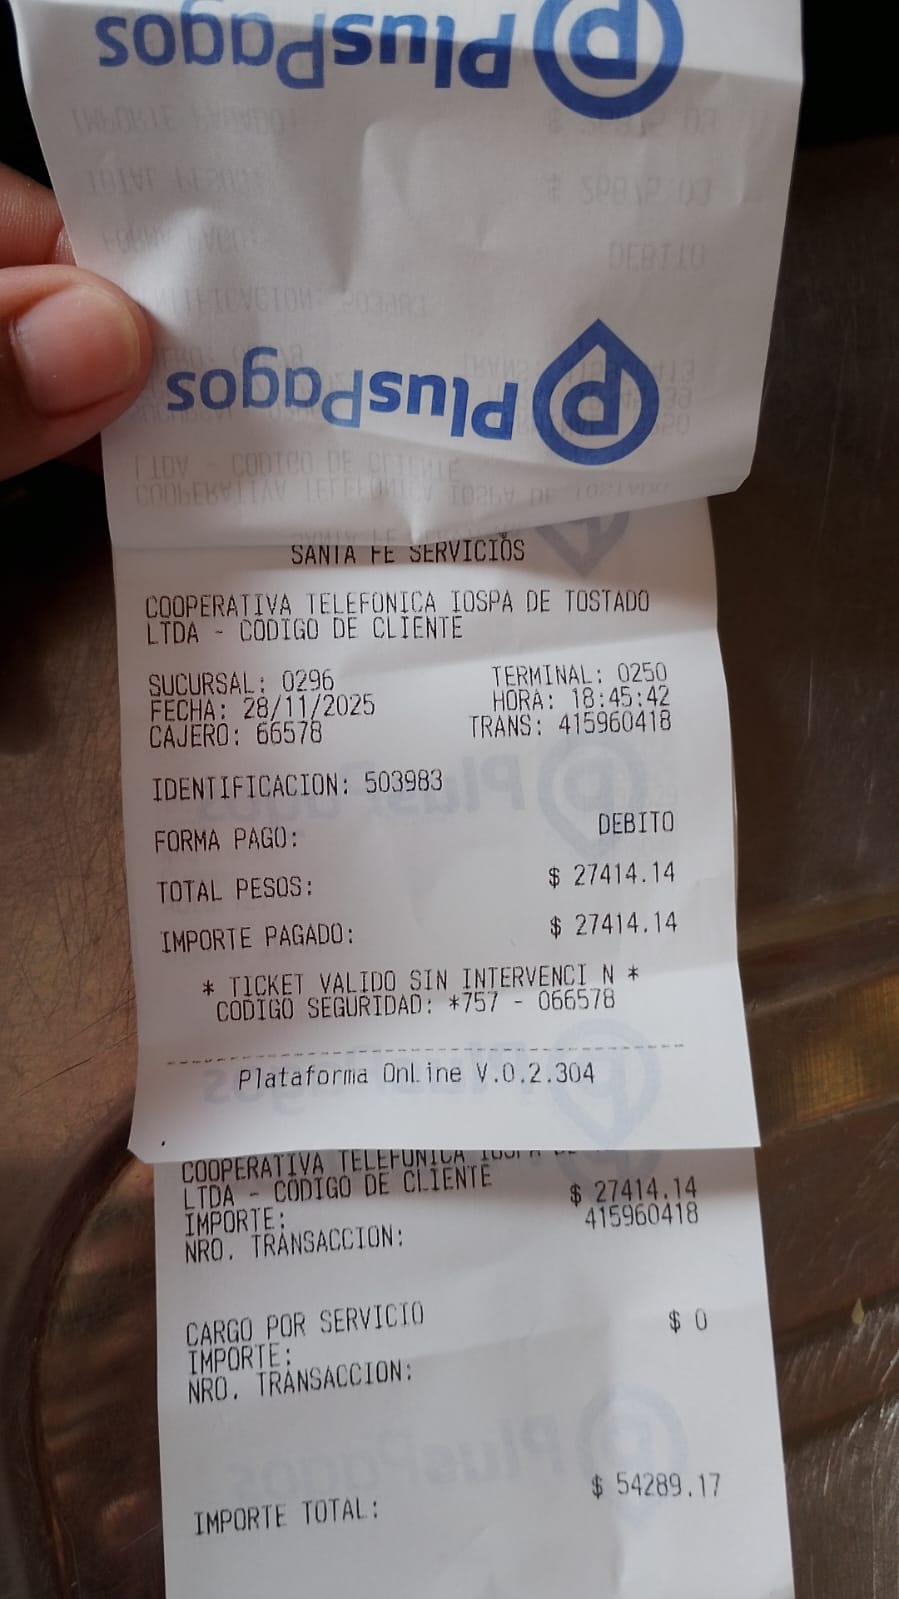 PlusPagos
PlusPagos
SANTA FE SERVICIOS
COOPERATIVA TELEFONICA IOSPA DE TOSTADO
LTDA - CODIGO DE CLIENTE
SUCURSAL: 0296 TERMINAL: 0250
FECHA: 28/11/2025 HORA: 18:45:42
CAJERO: 66578 TRANS: 415960418
IDENTIFICACION: 503983
FORMA PAGO: DEBITO
TOTAL PESOS: $ 27414.14
IMPORTE PAGADO: $ 27414.14
* TICKET VALIDO SIN INTERVENCI N *
CODIGO SEGURIDAD: *757 - 066578
Plataforma OnLine V.0.2.304
COOPERATIVA TELEFONICA
LTDA - CODIGO DE CLIENTE
IMPORTE: $ 27414.14
NRO. TRANSACCION: 415960418
CARGO POR SERVICIO
IMPORTE: $ 0
NRO. TRANSACCION:
IMPORTE TOTAL: $ 54289.17